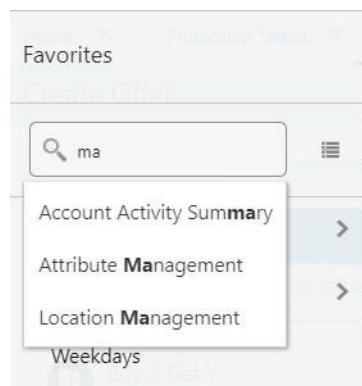 Home
Promotion Search
Favorites
Create Offer
ma
Account Activity Summary
Attribute Management
Location Management
Weekdays
Buy X Get Y